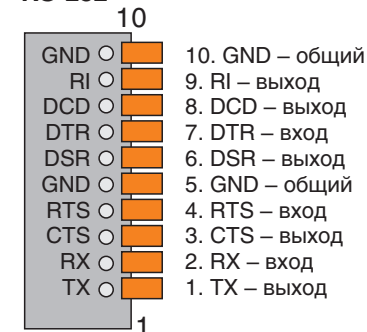 10
GND 10. GND – общий
RI 9. RI – выход
DCD 8. DCD – выход
DTR 7. DTR – вход
DSR 6. DSR – выход
GND 5. GND – общий
RTS 4. RTS – вход
CTS 3. CTS – выход
RX 2. RX – вход
TX 1. TX – выход
1